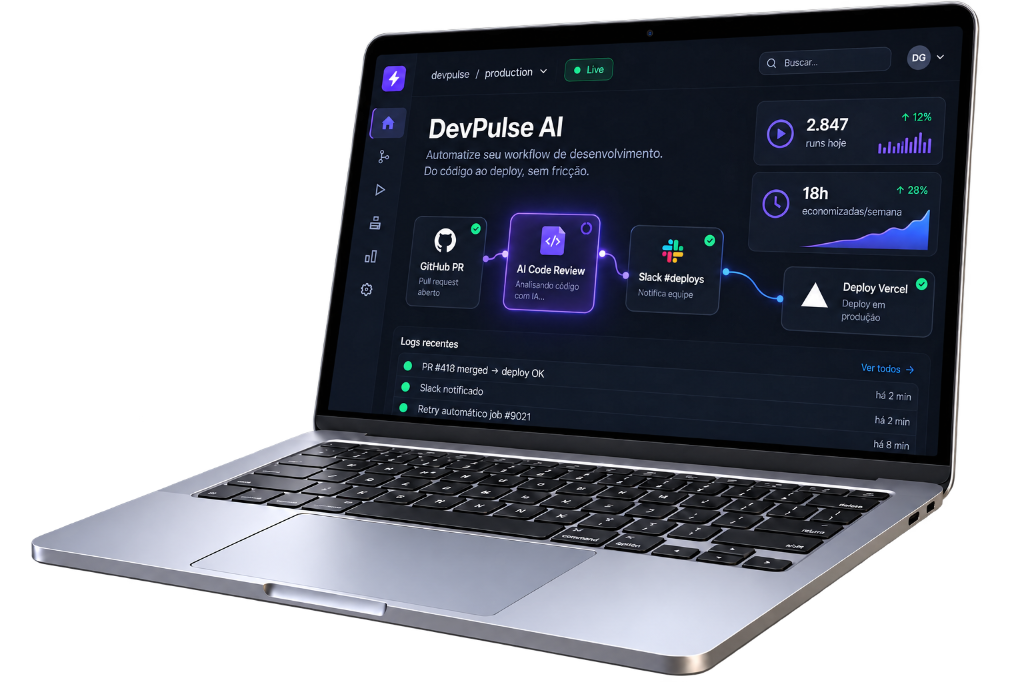 devpulse / production
Live
Buscar...
DG
DevPulse AI
Automatize seu workflow de desenvolvimento.
Do código ao deploy, sem fricção.
2.847
runs hoje
↑ 12%
18h
economizadas/semana
↑ 28%
GitHub PR
Pull request
aberto
</>
AI Code Review
Analisando código
com IA...
Slack #deploys
Notifica equipe
Deploy Vercel
Deploy em
produção
Logs recentes
Ver todos →
PR #418 merged → deploy OK
há 2 min
Slack notificado
há 2 min
Retry automático job #9021
há 8 min
delete
return
command
option